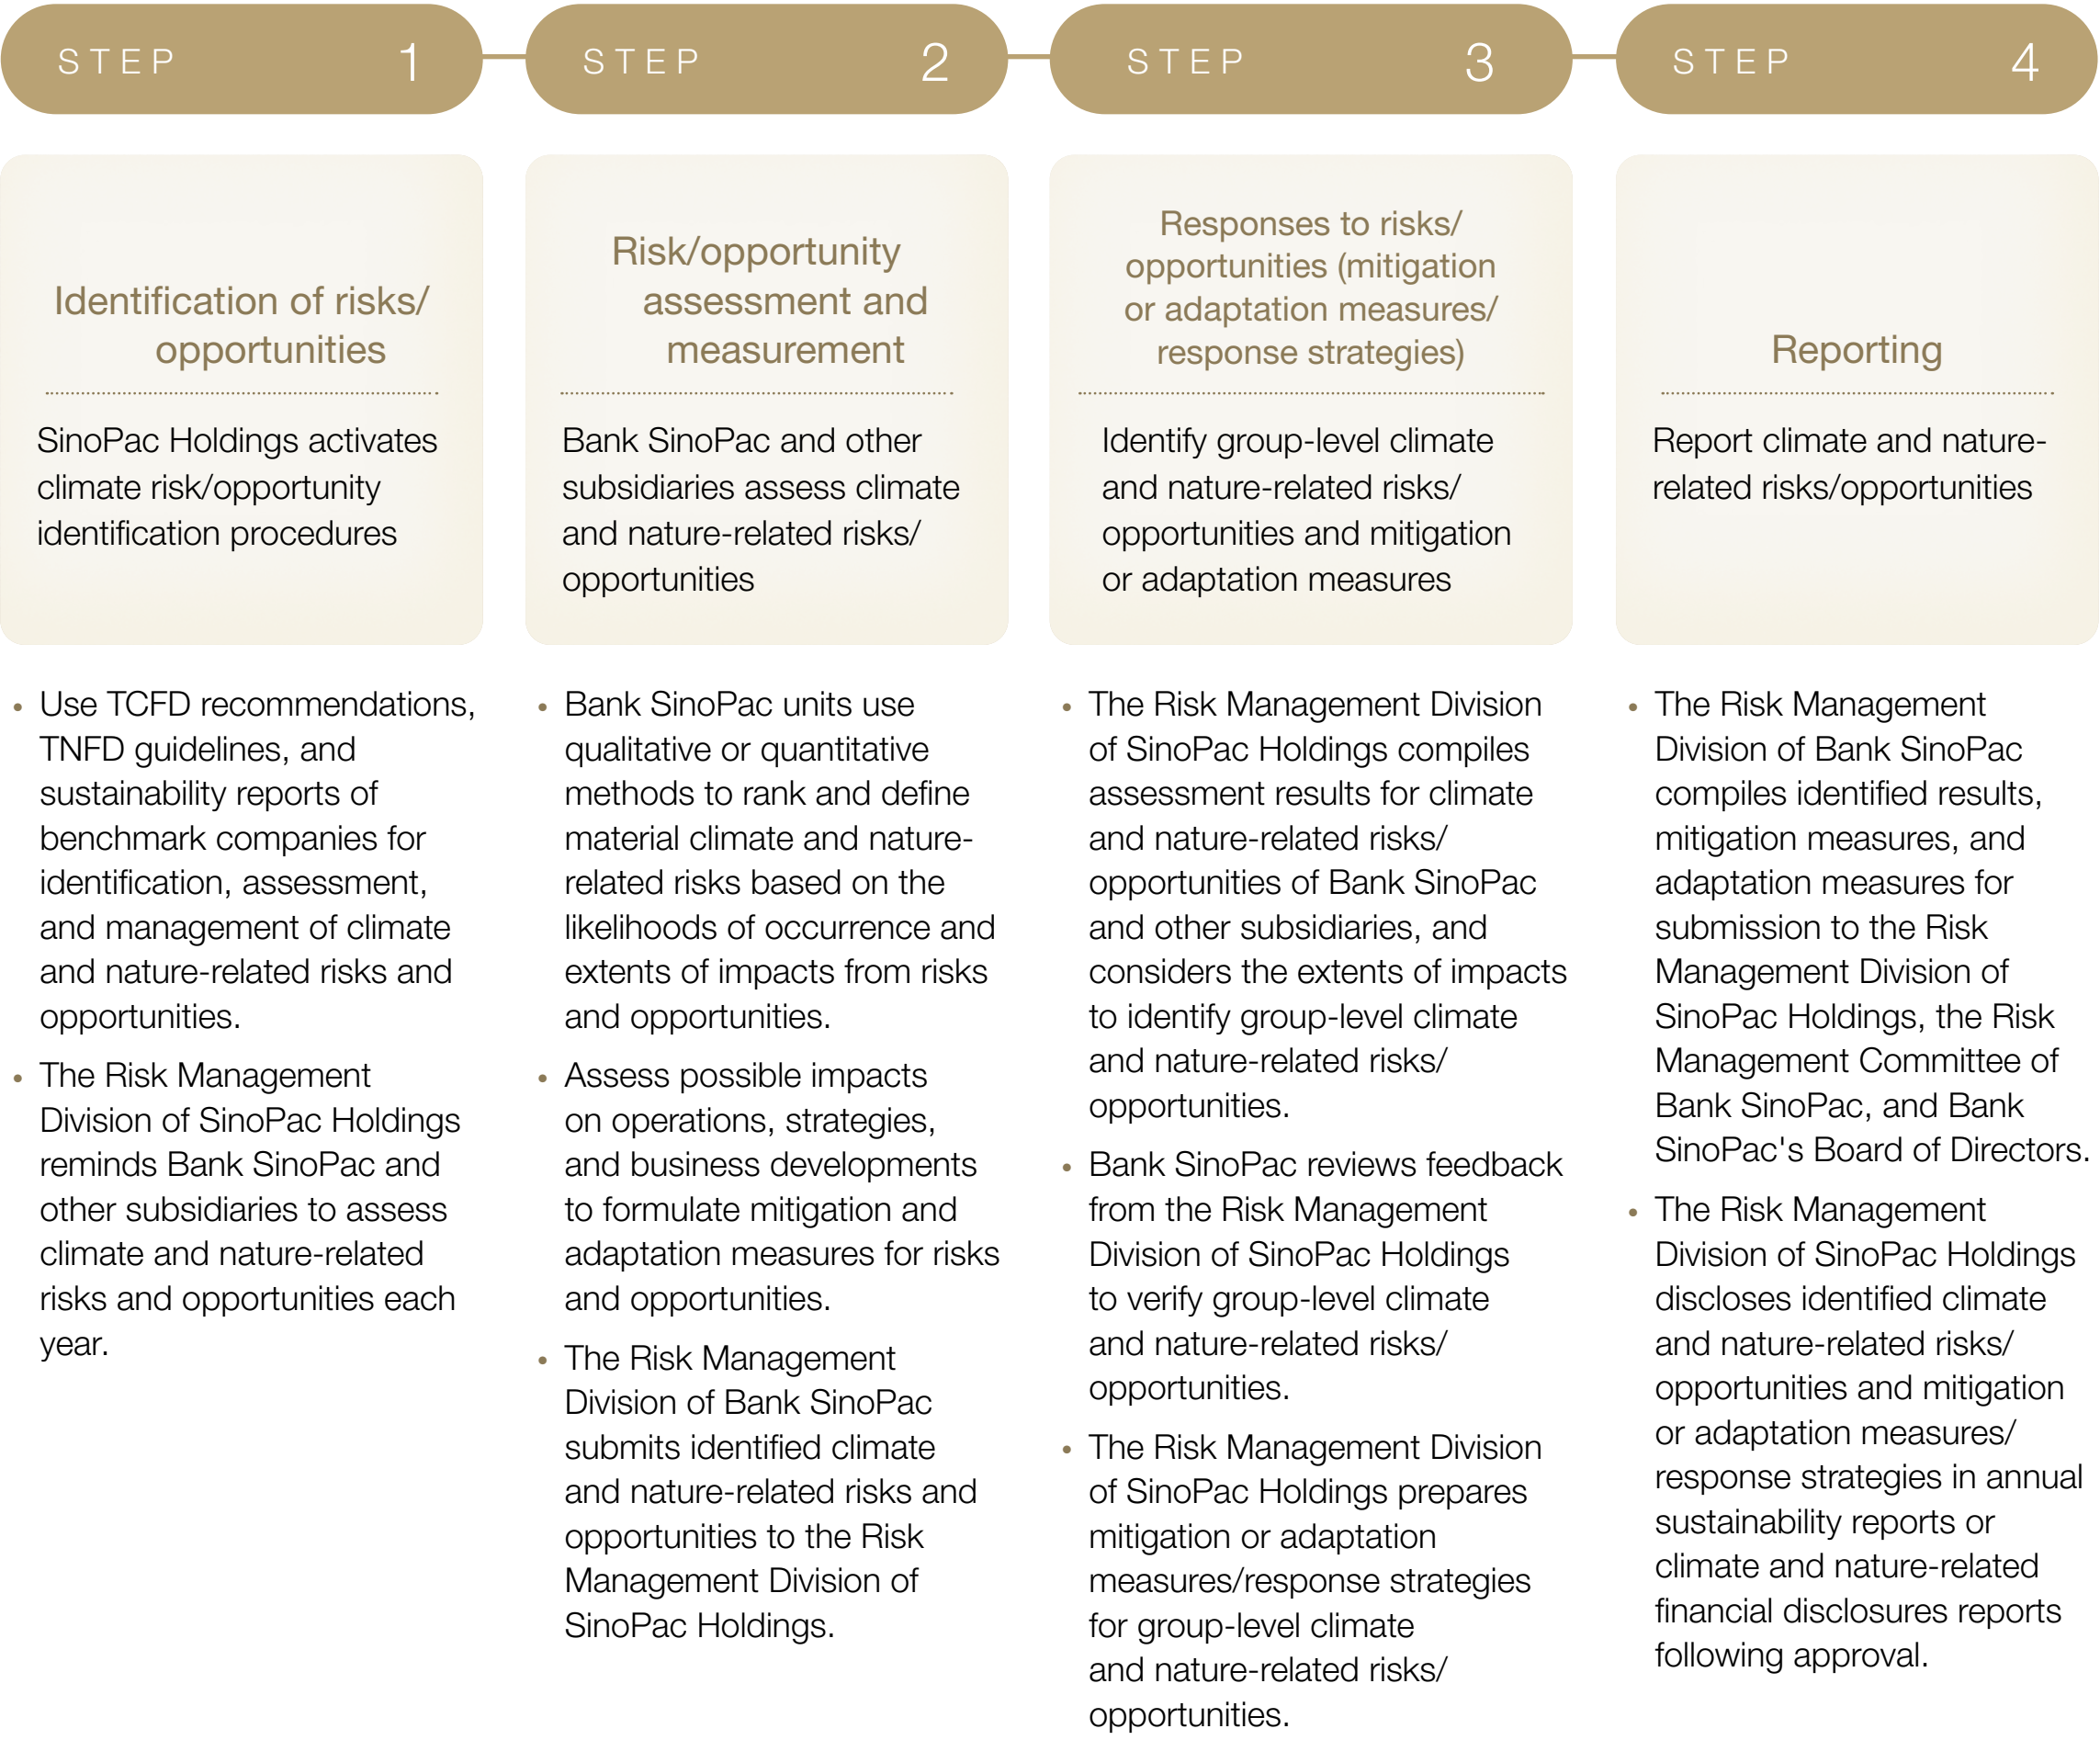 STEP 1
Identification of risks/
opportunities
SinoPac Holdings activates
climate risk/opportunity
identification procedures
• Use TCFD recommendations,
TNFD guidelines, and
sustainability reports of
benchmark companies for
identification, assessment,
and management of climate
and nature-related risks and
opportunities.
• The Risk Management
Division of SinoPac Holdings
reminds Bank SinoPac and
other subsidiaries to assess
climate and nature-related
risks and opportunities each
year.
STEP 2
Risk/opportunity
assessment and
measurement
Bank SinoPac and other
subsidiaries assess climate
and nature-related risks/
opportunities
• Bank SinoPac units use
qualitative or quantitative
methods to rank and define
material climate and nature-
related risks based on the
likelihoods of occurrence and
extents of impacts from risks
and opportunities.
• Assess possible impacts
on operations, strategies,
and business developments
to formulate mitigation and
adaptation measures for risks
and opportunities.
• The Risk Management
Division of Bank SinoPac
submits identified climate
and nature-related risks and
opportunities to the Risk
Management Division of
SinoPac Holdings.
STEP 3
Responses to risks/
opportunities (mitigation
or adaptation measures/
response strategies)
Identify group-level climate
and nature-related risks/
opportunities and mitigation
or adaptation measures
• The Risk Management Division
of SinoPac Holdings compiles
assessment results for climate
and nature-related risks/
opportunities of Bank SinoPac
and other subsidiaries, and
considers the extents of impacts
to identify group-level climate
and nature-related risks/
opportunities.
• Bank SinoPac reviews feedback
from the Risk Management
Division of SinoPac Holdings
to verify group-level climate
and nature-related risks/
opportunities.
• The Risk Management Division
of SinoPac Holdings prepares
mitigation or adaptation
measures/response strategies
for group-level climate
and nature-related risks/
opportunities.
STEP 4
Reporting
Report climate and nature-
related risks/opportunities
• The Risk Management
Division of Bank SinoPac
compiles identified results,
mitigation measures, and
adaptation measures for
submission to the Risk
Management Division of
SinoPac Holdings, the Risk
Management Committee of
Bank SinoPac, and Bank
SinoPac's Board of Directors.
• The Risk Management
Division of SinoPac Holdings
discloses identified climate
and nature-related risks/
opportunities and mitigation
or adaptation measures/
response strategies in annual
sustainability reports or
climate and nature-related
financial disclosures reports
following approval.